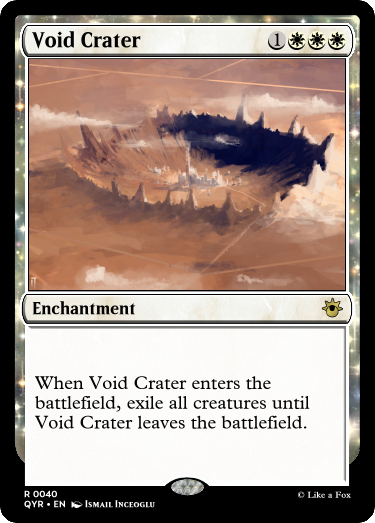 Void Crater 1
Enchantment
When Void Crater enters the
battlefield, exile all creatures until
Void Crater leaves the battlefield.
R 0040
QYR • EN Ismail Inceoglu
© Like a Fox